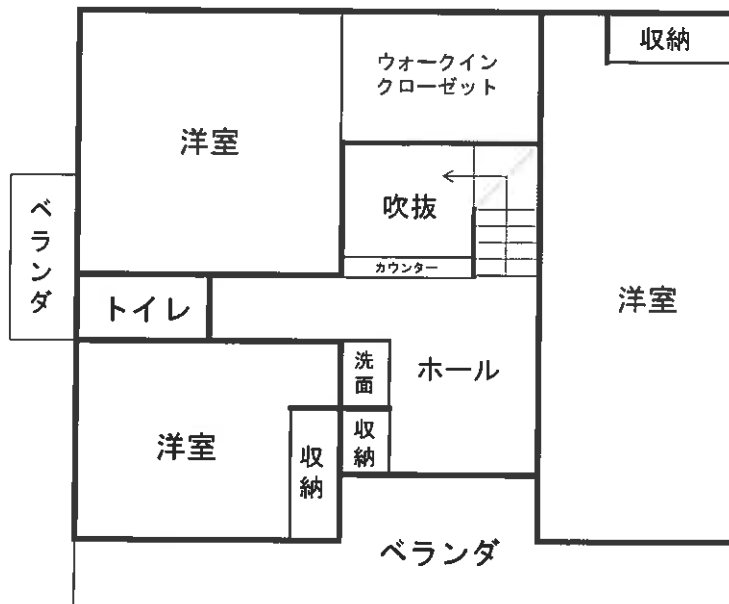 収納
ウォークイン
クローゼット
洋室
吹抜
ベランダ
カウンター
トイレ
洋室
洗面
ホール
洋室
収納
収納
ベランダ